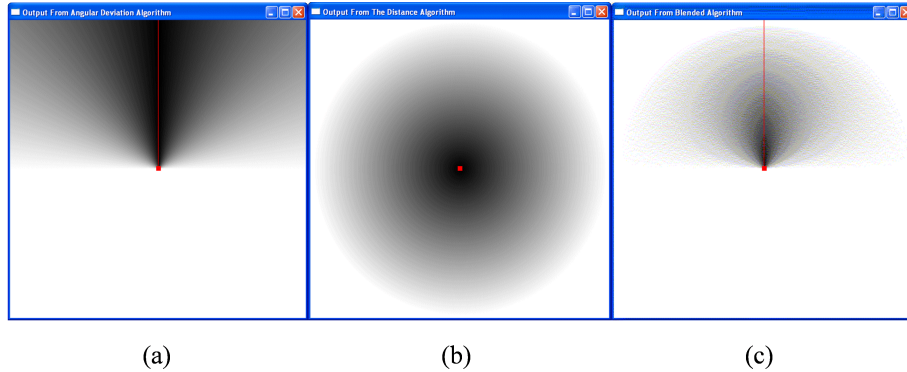 Output From Angular Deviation Algorithm
Output From The Distance Algorithm
Output From Blended Algorithm
(a)
(b)
(c)